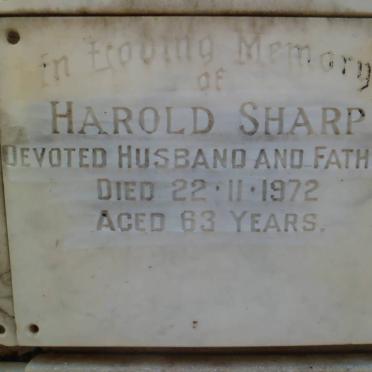 In Loving Memory
of
HAROLD SHARP
DEVOTED HUSBAND AND FATH
DIED 22·11·1972
AGED 63 YEARS.